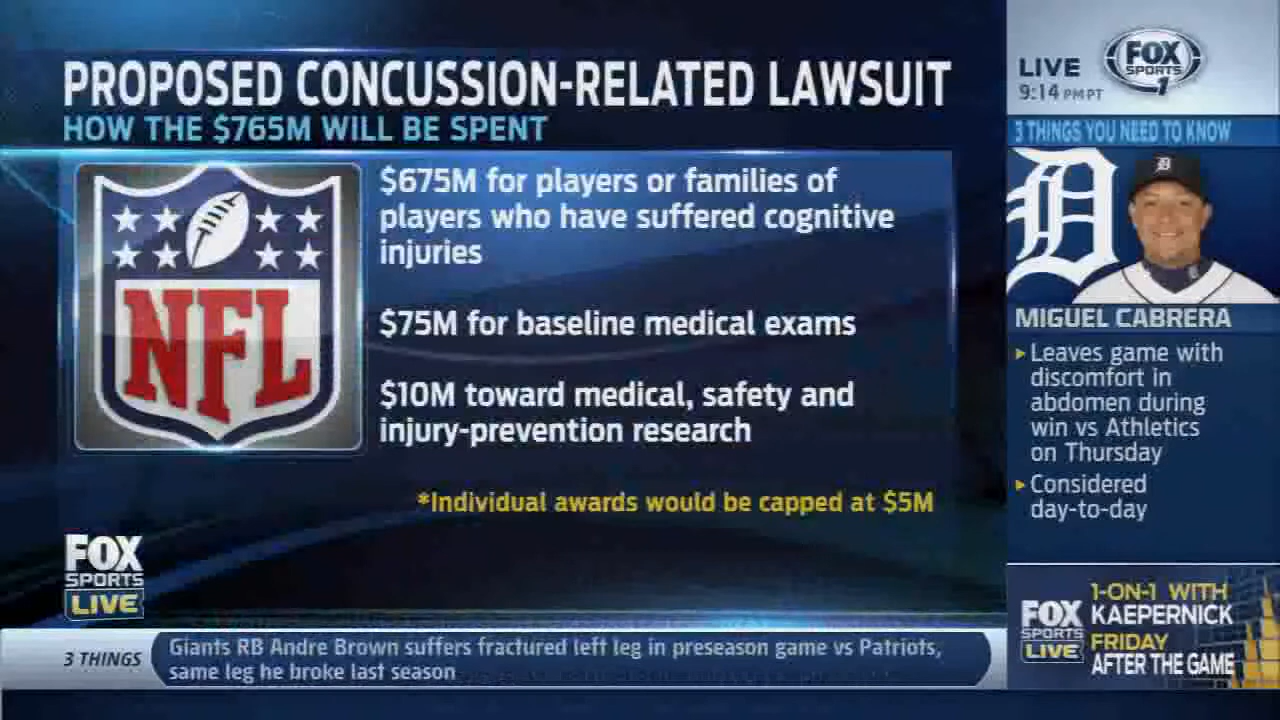 PROPOSED CONCUSSION-RELATED LAWSUIT
HOW THE $765M WILL BE SPENT
NFL
$675M for players or families of
players who have suffered cognitive
injuries
$75M for baseline medical exams
$10M toward medical, safety and
injury-prevention research
*Individual awards would be capped at $5M
FOX
SPORTS
LIVE
3 THINGS
Giants RB Andre Brown suffers fractured left leg in preseason game vs Patriots,
same leg he broke last season
LIVE
9:14 PM PT
FOX
SPORTS
1
3 THINGS YOU NEED TO KNOW
D
D
MIGUEL CABRERA
Leaves game with
discomfort in
abdomen during
win vs Athletics
on Thursday
Considered
day-to-day
FOX
SPORTS
LIVE
1-ON-1 WITH
KAEPERNICK
FRIDAY
AFTER THE GAME